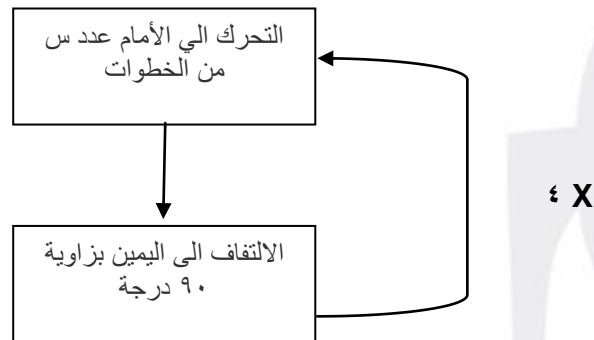 التحرك الي الأمام عدد س
من الخطوات
٤ X
الالتفاف الى اليمين بزاوية
٩٠ درجة